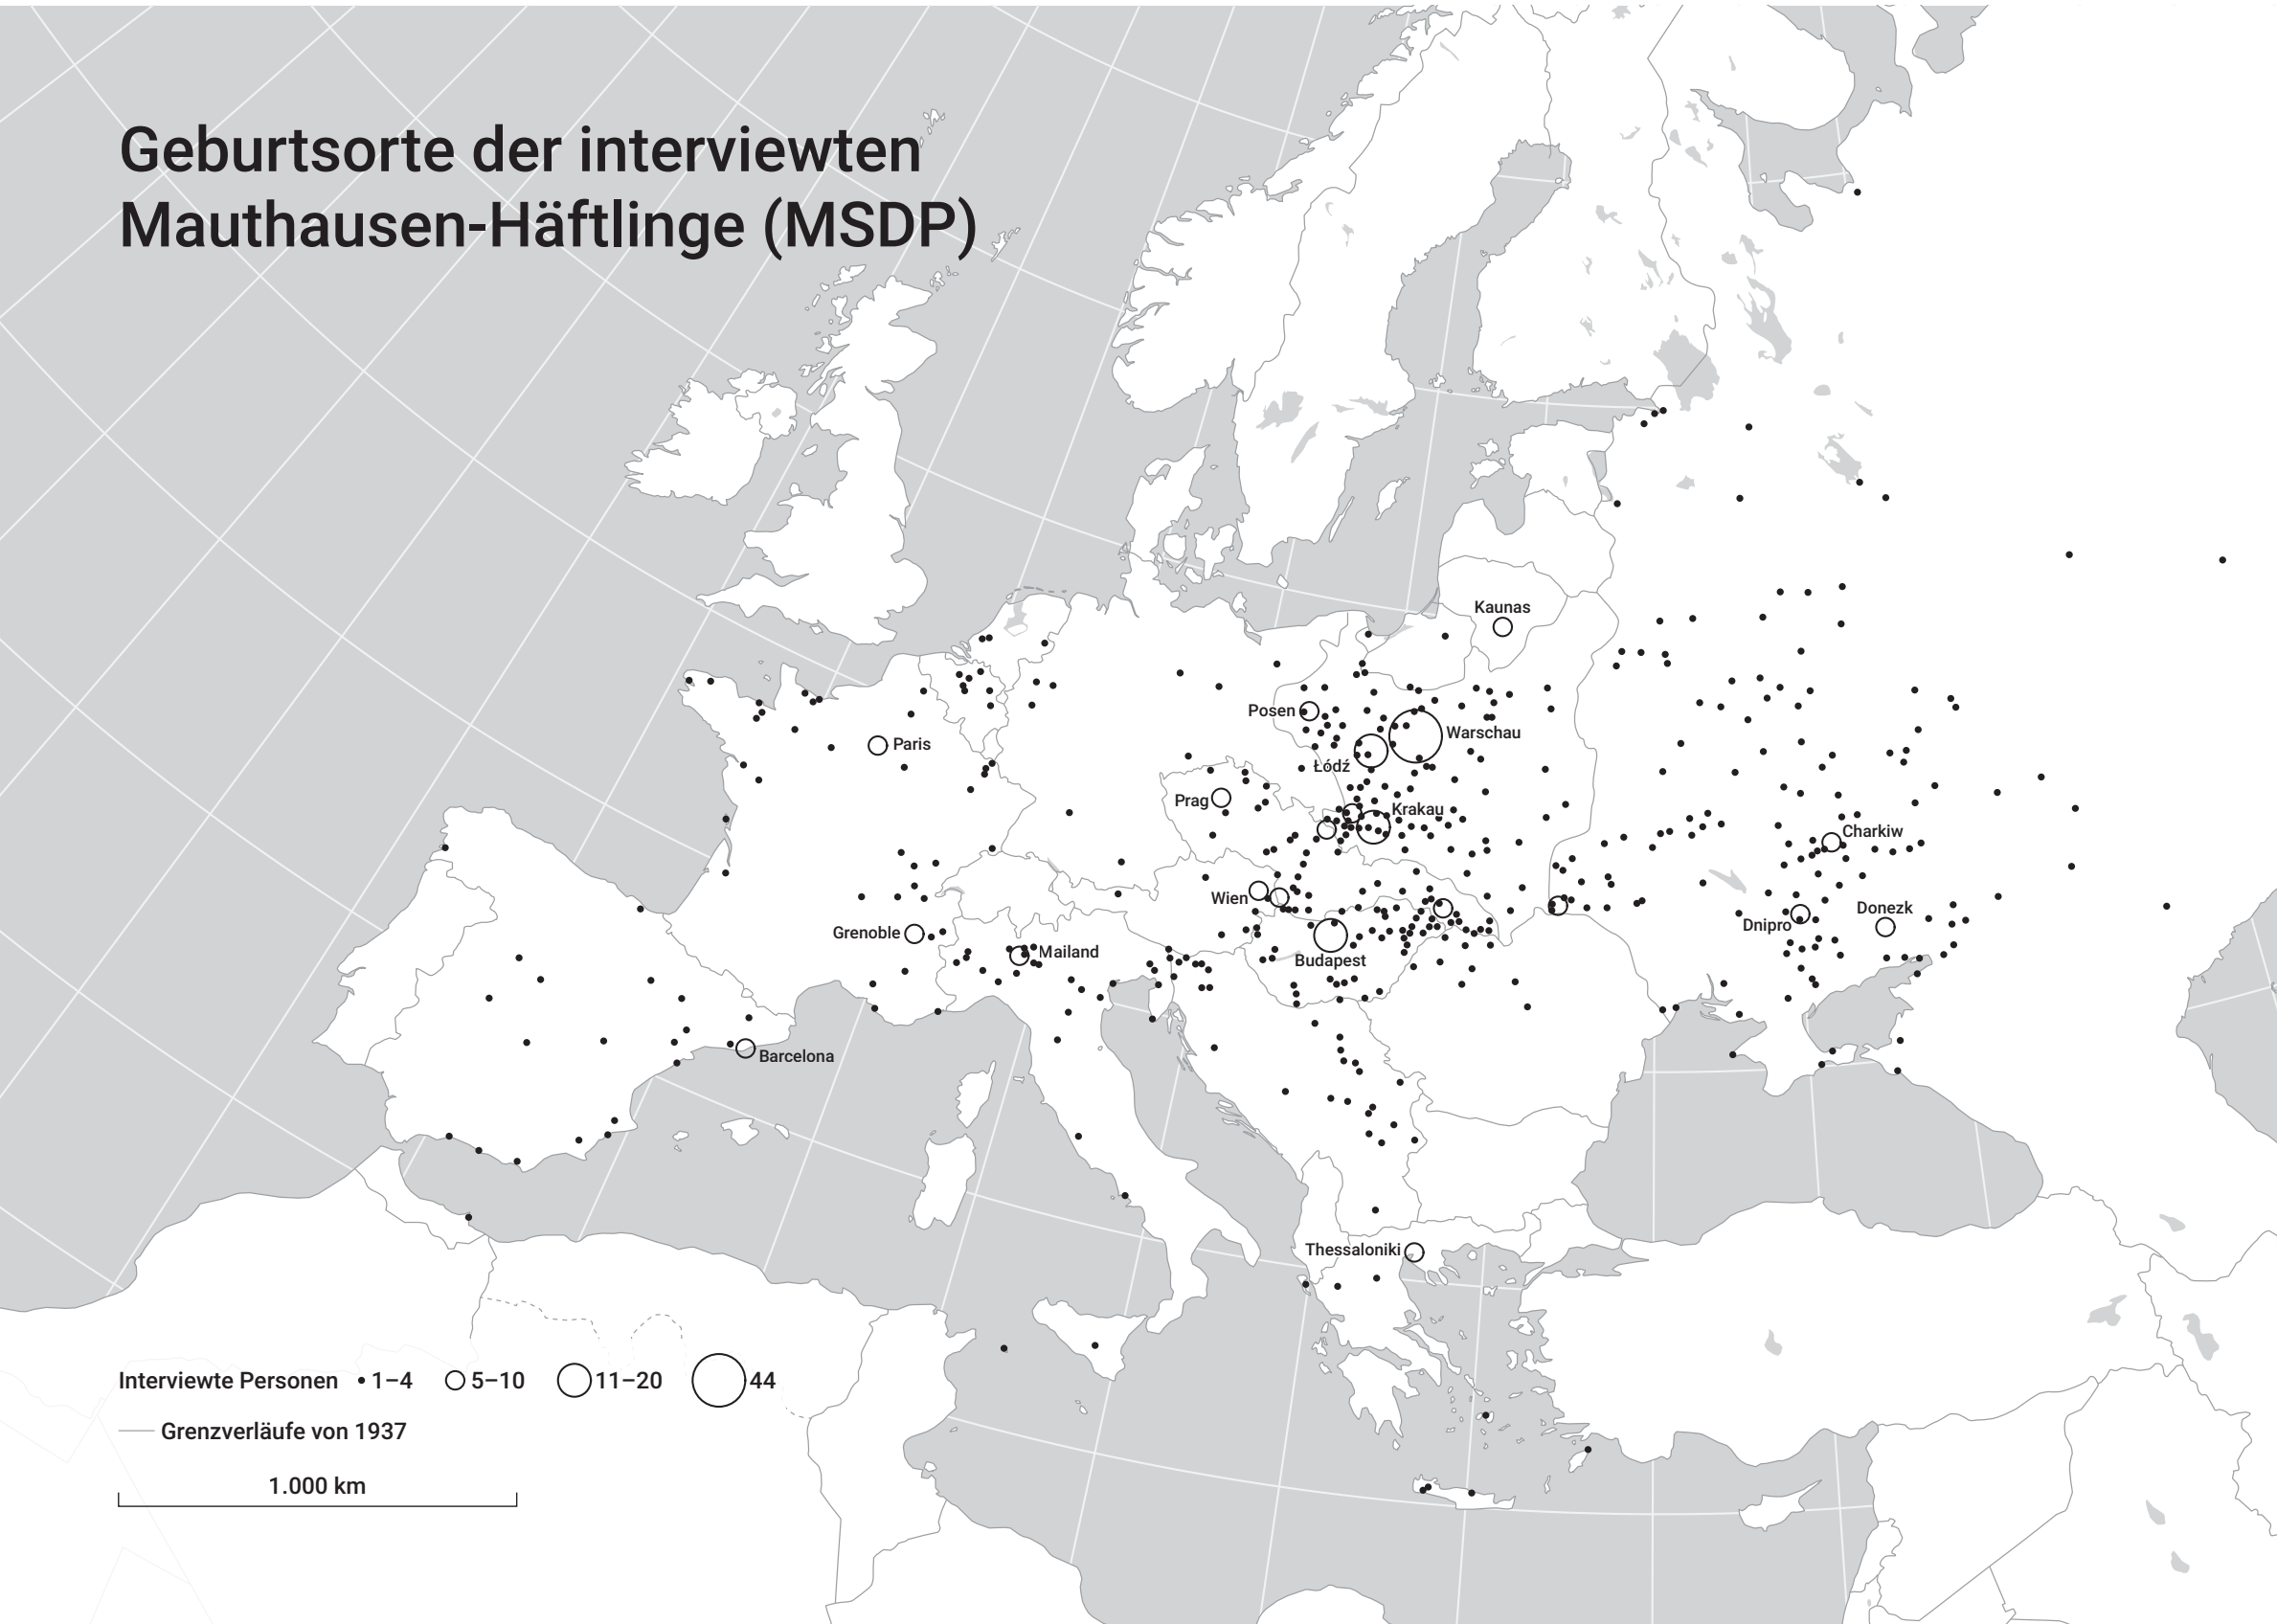 Geburtsorte der interviewten
Mauthausen-Häftlinge (MSDP)
Kaunas
Posen
Warschau
Paris
Łódź
Prag
Krakau
Charkiw
Wien
Donezk
Dnipro
Grenoble
Mailand
Budapest
Barcelona
Thessaloniki
Interviewte Personen 1–4 5–10 11–20 44
Grenzverläufe von 1937
1.000 km